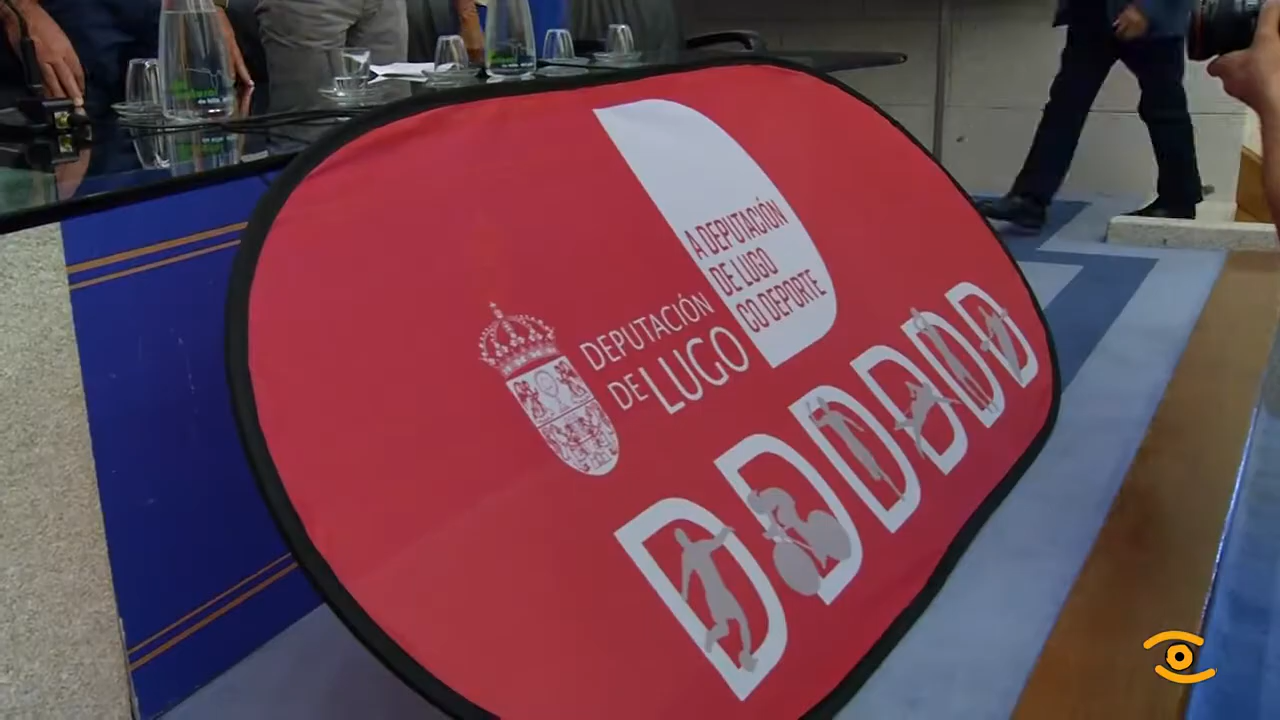 A DEPUTACIÓN
DE LUGO
CO DEPORTE
DEPUTACIÓN
DE LUGO
D D D D D D